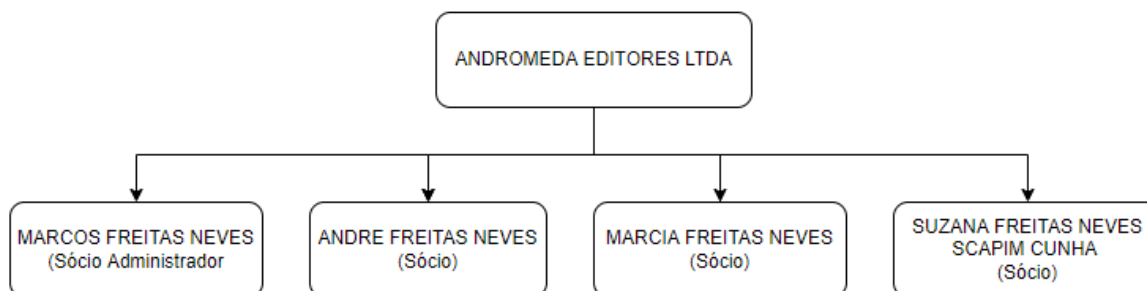 ANDROMEDA EDITORES LTDA
MARCOS FREITAS NEVES
(Sócio Administrador
ANDRE FREITAS NEVES
(Sócio)
MARCIA FREITAS NEVES
(Sócio)
SUZANA FREITAS NEVES
SCAPIM CUNHA
(Sócio)